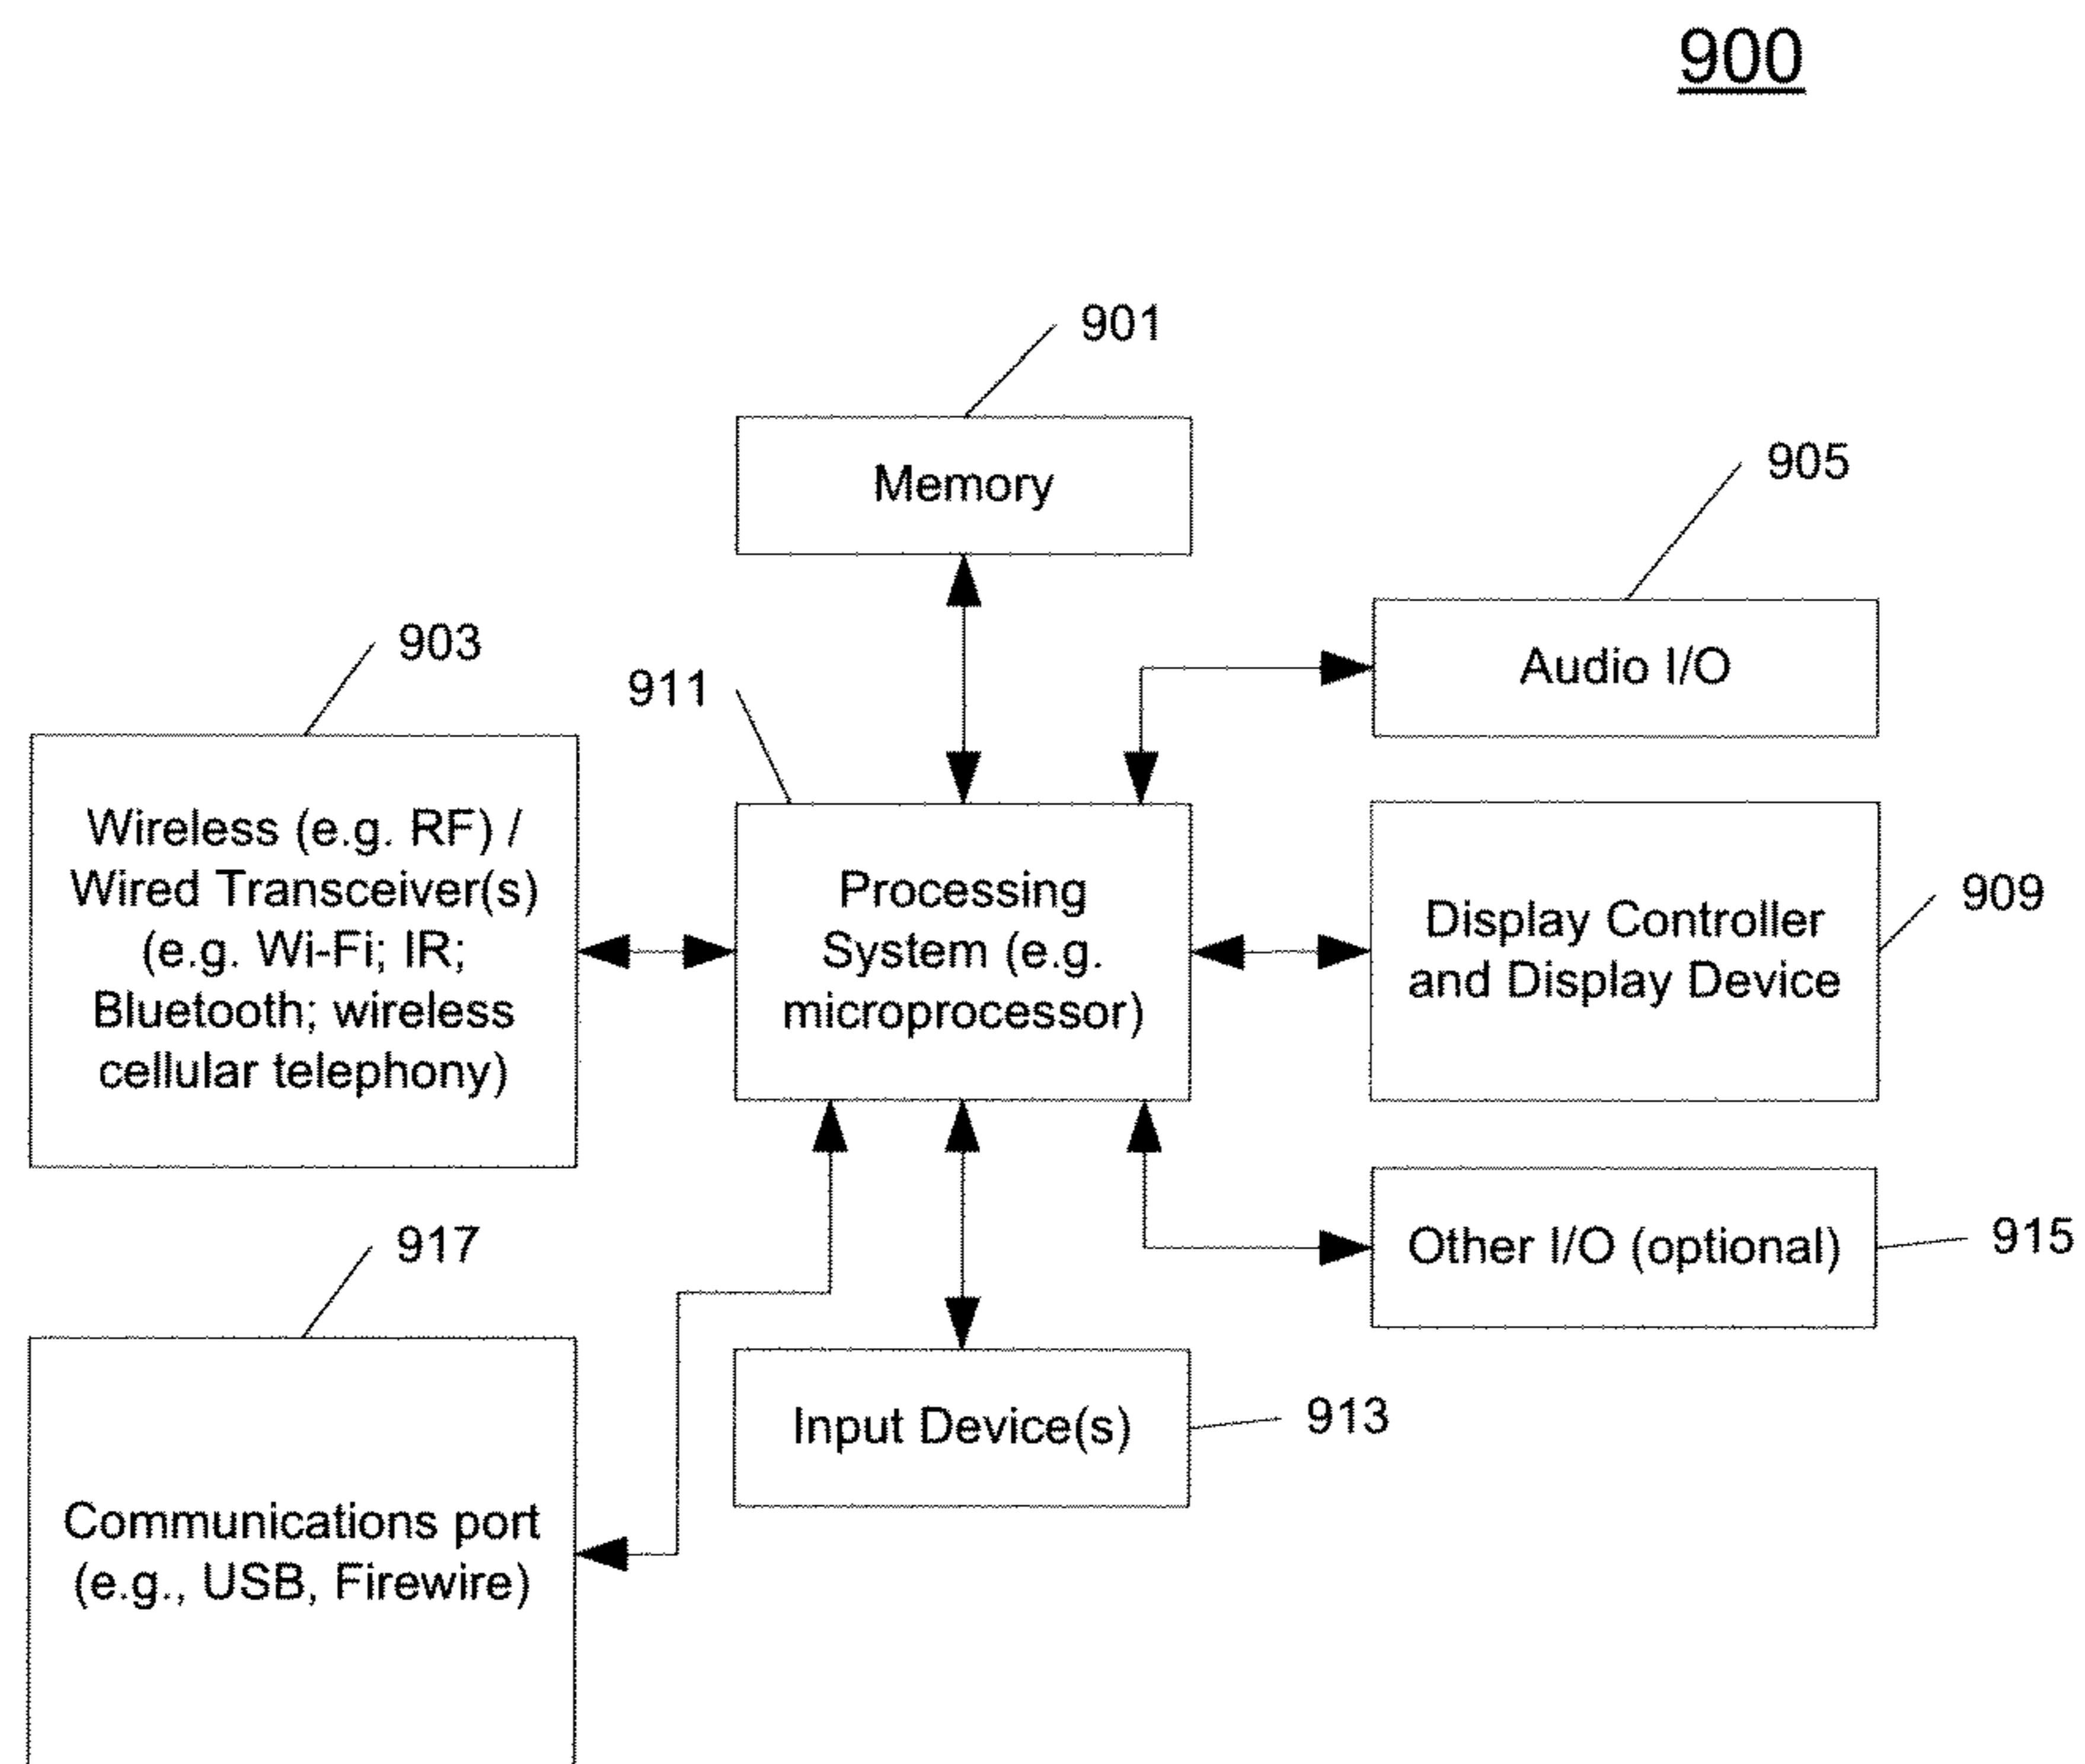 900
901
Memory
905
Audio I/O
903
911
Wireless (e.g. RF) /
Wired Transceiver(s)
(e.g. Wi-Fi; IR;
Bluetooth; wireless
cellular telephony)
Processing
System (e.g.
microprocessor)
909
Display Controller
and Display Device
917
915
Other I/O (optional)
913
Input Device(s)
Communications port
(e.g., USB, Firewire)